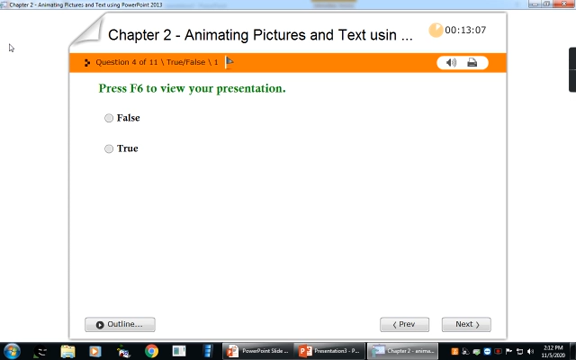 Chapter 2 - Animating Pictures and Text using PowerPoint 2013
Chapter 2 - Animating Pictures and Text usin ...
00:13:07
Question 4 of 11 \ True/False \ 1
Press F6 to view your presentation.
False
True
Outline...
Prev
Next
PowerPoint Slide ...
Presentation3 - P...
Chapter 2 - anima...
2:12 PM
11/5/2020